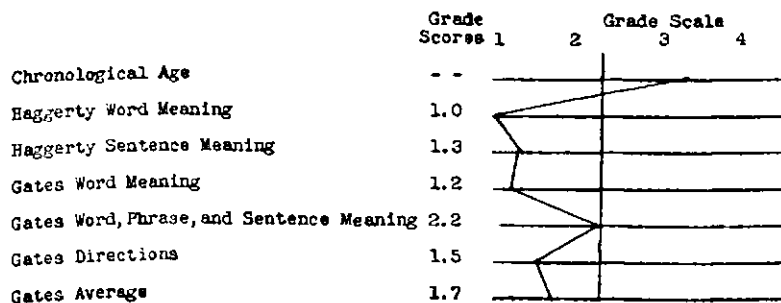 Grade Grade Scale
Scores 1 2 3 4
Chronological Age - -
Haggerty Word Meaning 1.0
Haggerty Sentence Meaning 1.3
Gates Word Meaning 1.2
Gates Word, Phrase, and Sentence Meaning 2.2
Gates Directions 1.5
Gates Average 1.7